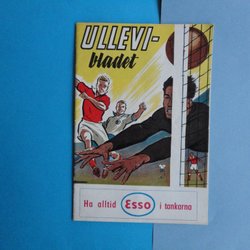 ULLEVI-
bladet
Ha alltid Esso i tankarna